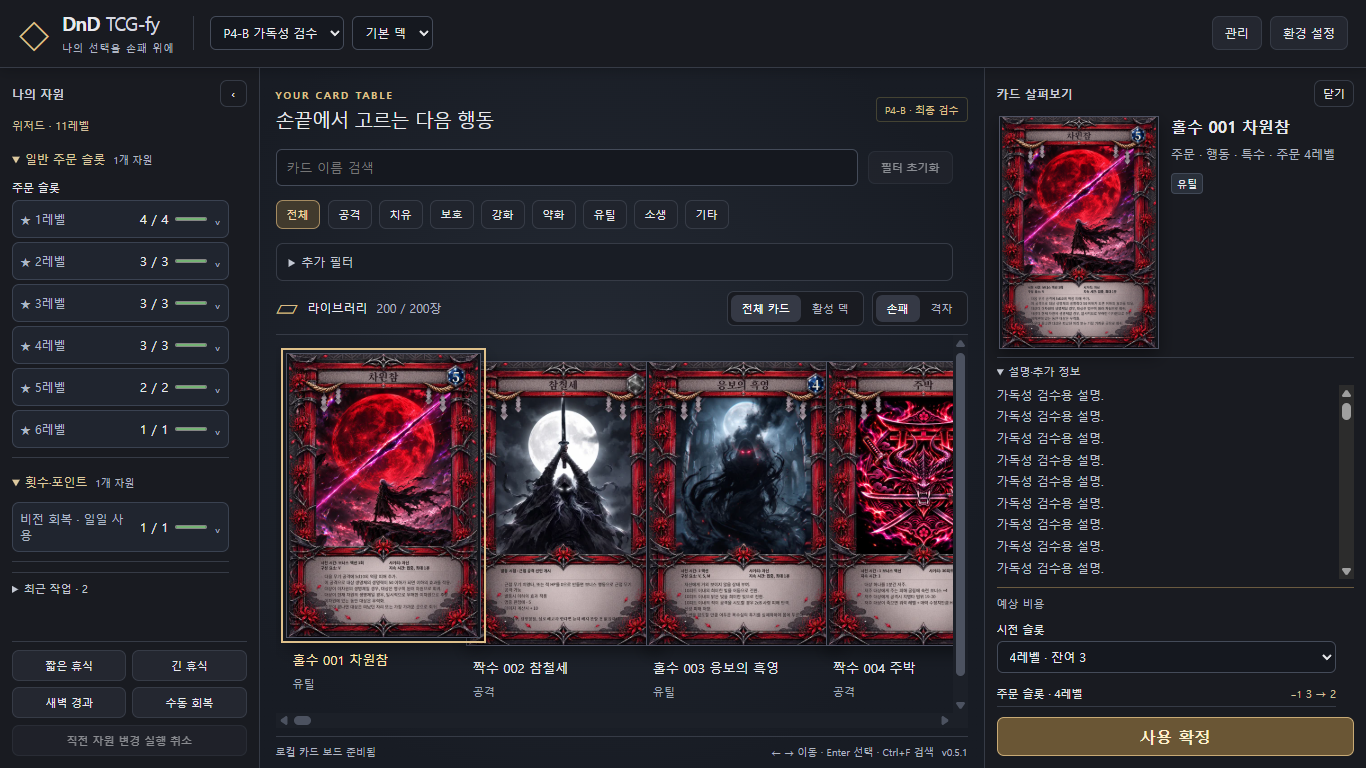 DnD TCG-fy
나의 선택을 손패 위에
P4-B 가독성 검수
기본 덱
관리
환경 설정
나의 자원
‹
위저드 · 11레벨
▼ 일반 주문 슬롯 1개 자원
주문 슬롯
★ 1레벨 4 / 4
★ 2레벨 3 / 3
★ 3레벨 3 / 3
★ 4레벨 3 / 3
★ 5레벨 2 / 2
★ 6레벨 1 / 1
▼ 횟수·포인트 1개 자원
비전 회복 · 일일 사
용 1 / 1
▶ 최근 작업 · 2
짧은 휴식
긴 휴식
새벽 경과
수동 회복
직전 자원 변경 실행 취소
YOUR CARD TABLE
손끝에서 고르는 다음 행동
P4-B · 최종 검수
카드 이름 검색
필터 초기화
전체
공격
치유
보호
강화
약화
유틸
소생
기타
▶ 추가 필터
라이브러리 200 / 200장
전체 카드
활성 덱
손패
격자
차원참
5
참철세
응보의 흑영
4
주박
홀수 001 차원참
유틸
짝수 002 참철세
공격
홀수 003 응보의 흑영
유틸
짝수 004 주박
공격
로컬 카드 보드 준비됨
← → 이동 · Enter 선택 · Ctrl+F 검색 v0.5.1
카드 살펴보기
닫기
차원참
5
홀수 001 차원참
주문 · 행동 · 특수 · 주문 4레벨
유틸
▼ 설명·추가 정보
가독성 검수용 설명.
가독성 검수용 설명.
가독성 검수용 설명.
가독성 검수용 설명.
가독성 검수용 설명.
가독성 검수용 설명.
가독성 검수용 설명.
가독성 검수용 설명.
가독성 검수용 설명.
예상 비용
시전 슬롯
4레벨 · 잔여 3
주문 슬롯 · 4레벨
−1 3 → 2
사용 확정